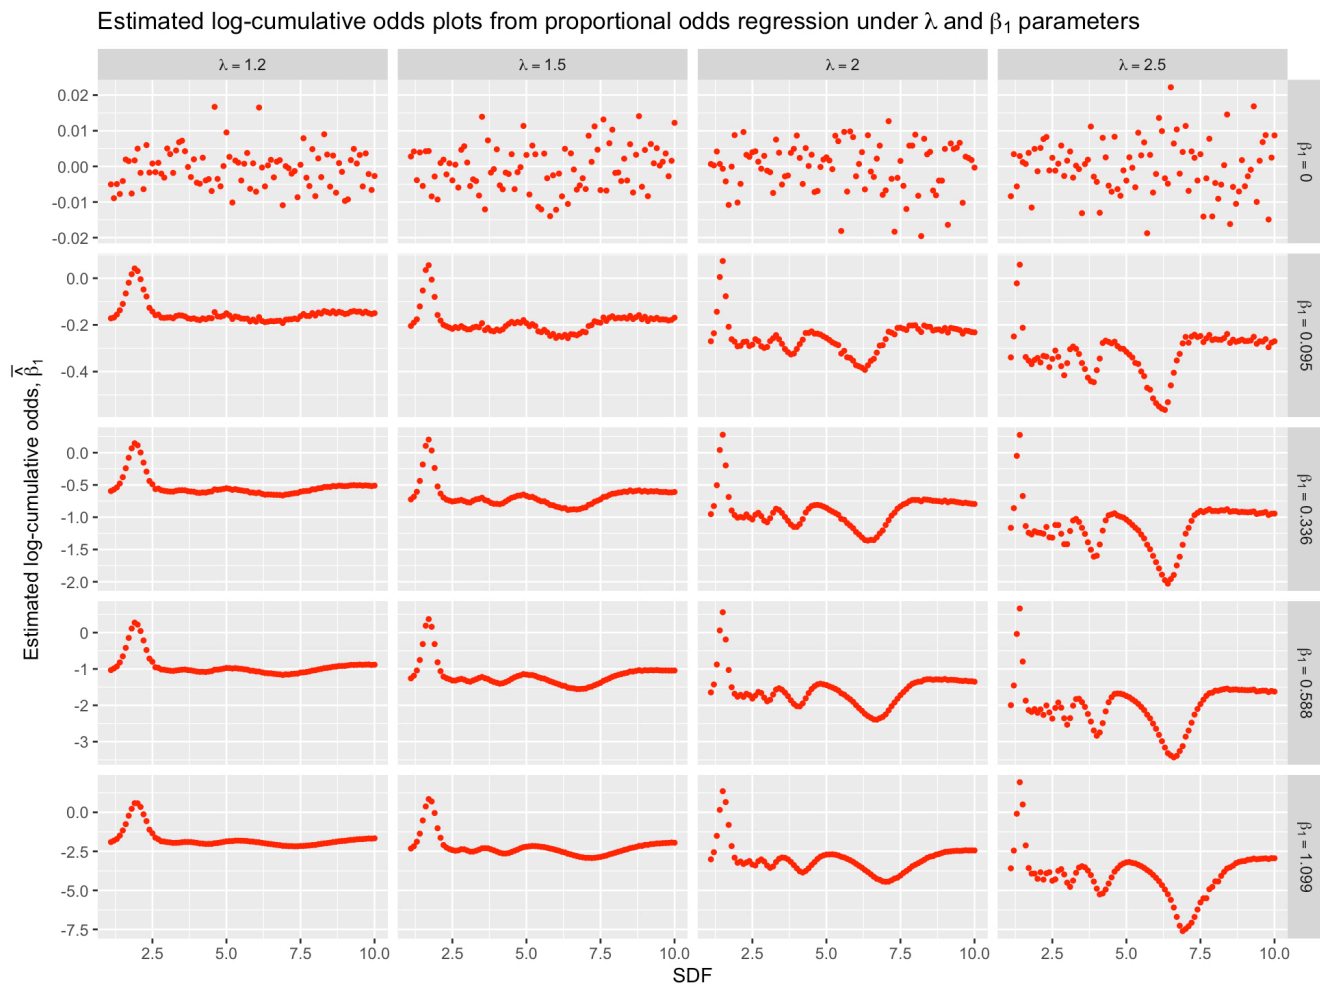 Estimated log-cumulative odds plots from proportional odds regression under λ and β₁ parameters
λ = 1.2
λ = 1.5
λ = 2
λ = 2.5
0.02
0.01
0.00
-0.01
-0.02
β₁ = 0
0.0
-0.2
-0.4
β₁ = 0.095
0.0
-0.5
-1.0
-1.5
-2.0
β₁ = 0.336
0
-1
-2
-3
β₁ = 0.588
0.0
-2.5
-5.0
-7.5
β₁ = 1.099
2.5 5.0 7.5 10.0
2.5 5.0 7.5 10.0
2.5 5.0 7.5 10.0
2.5 5.0 7.5 10.0
SDF
Estimated log-cumulative odds, β̂̅₁